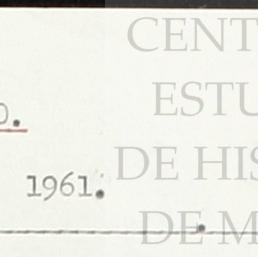 CENT
ESTU
O.
DE HIS
1961.
DE M